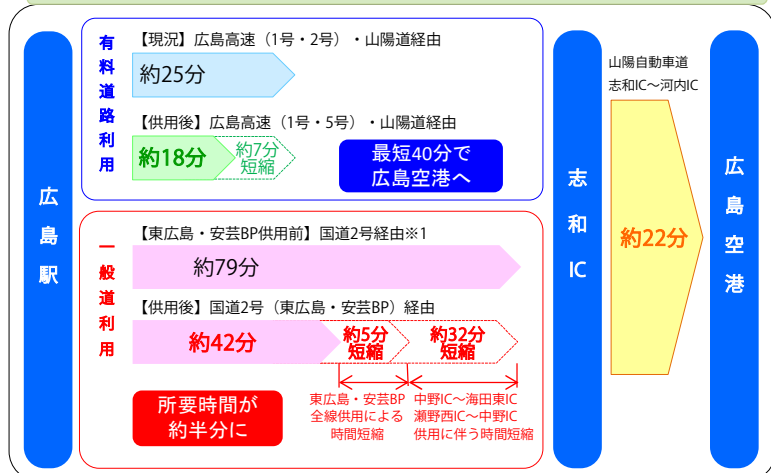 広島駅
有料道路利用
【現況】広島高速（1号・2号）・山陽道経由
約25分
【供用後】広島高速（1号・5号）・山陽道経由
約18分
約7分
短縮
最短40分で
広島空港へ
一般道利用
【東広島・安芸BP供用前】国道2号経由※1
約79分
【供用後】国道2号（東広島・安芸BP）経由
約42分
約5分
短縮
約32分
短縮
所要時間が
約半分に
東広島・安芸BP
全線供用による
時間短縮
中野IC～海田東IC
瀬野西IC～中野IC
供用に伴う時間短縮
志和IC
山陽自動車道
志和IC～河内IC
約22分
広島空港